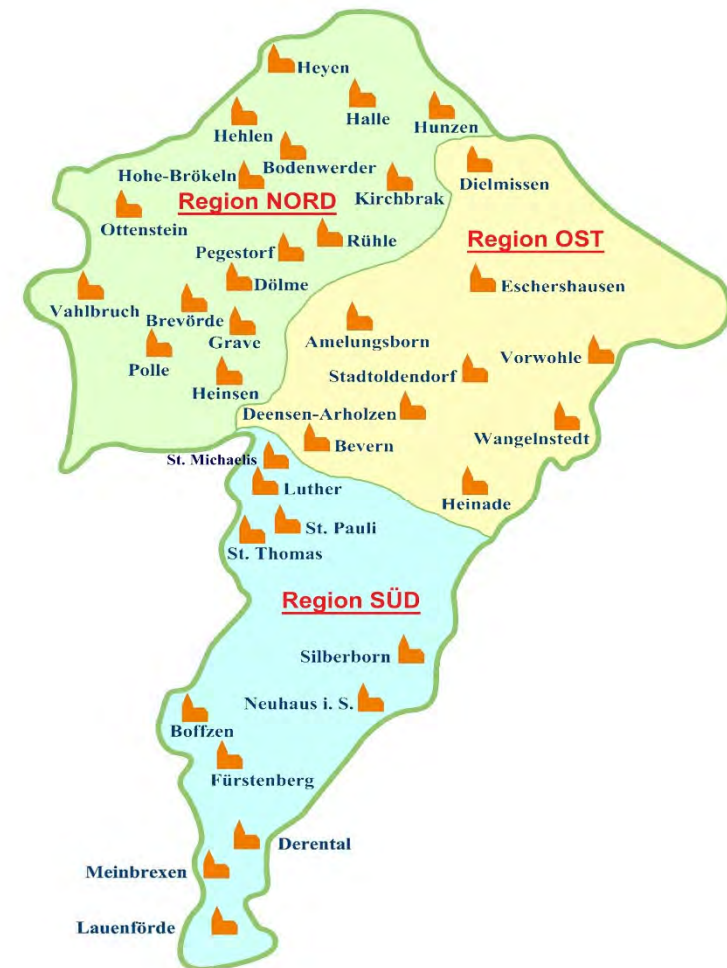 Heyen
Halle
Hunzen
Hehlen
Bodenwerder
Dielmissen
Hohe-Brökeln
Kirchbrak
Region NORD
Ottenstein
Rühle
Region OST
Pegestorf
Dölme
Eschershausen
Vahlbruch
Brevörde
Grave
Amelungsborn
Vorwohle
Polle
Stadtoldendorf
Heinsen
Deensen-Arholzen
Wangelnstedt
Bevern
St. Michaelis
Luther
Heinade
St. Pauli
St. Thomas
Region SÜD
Silberborn
Neuhaus i. S.
Boffzen
Fürstenberg
Derental
Meinbrexen
Lauenförde